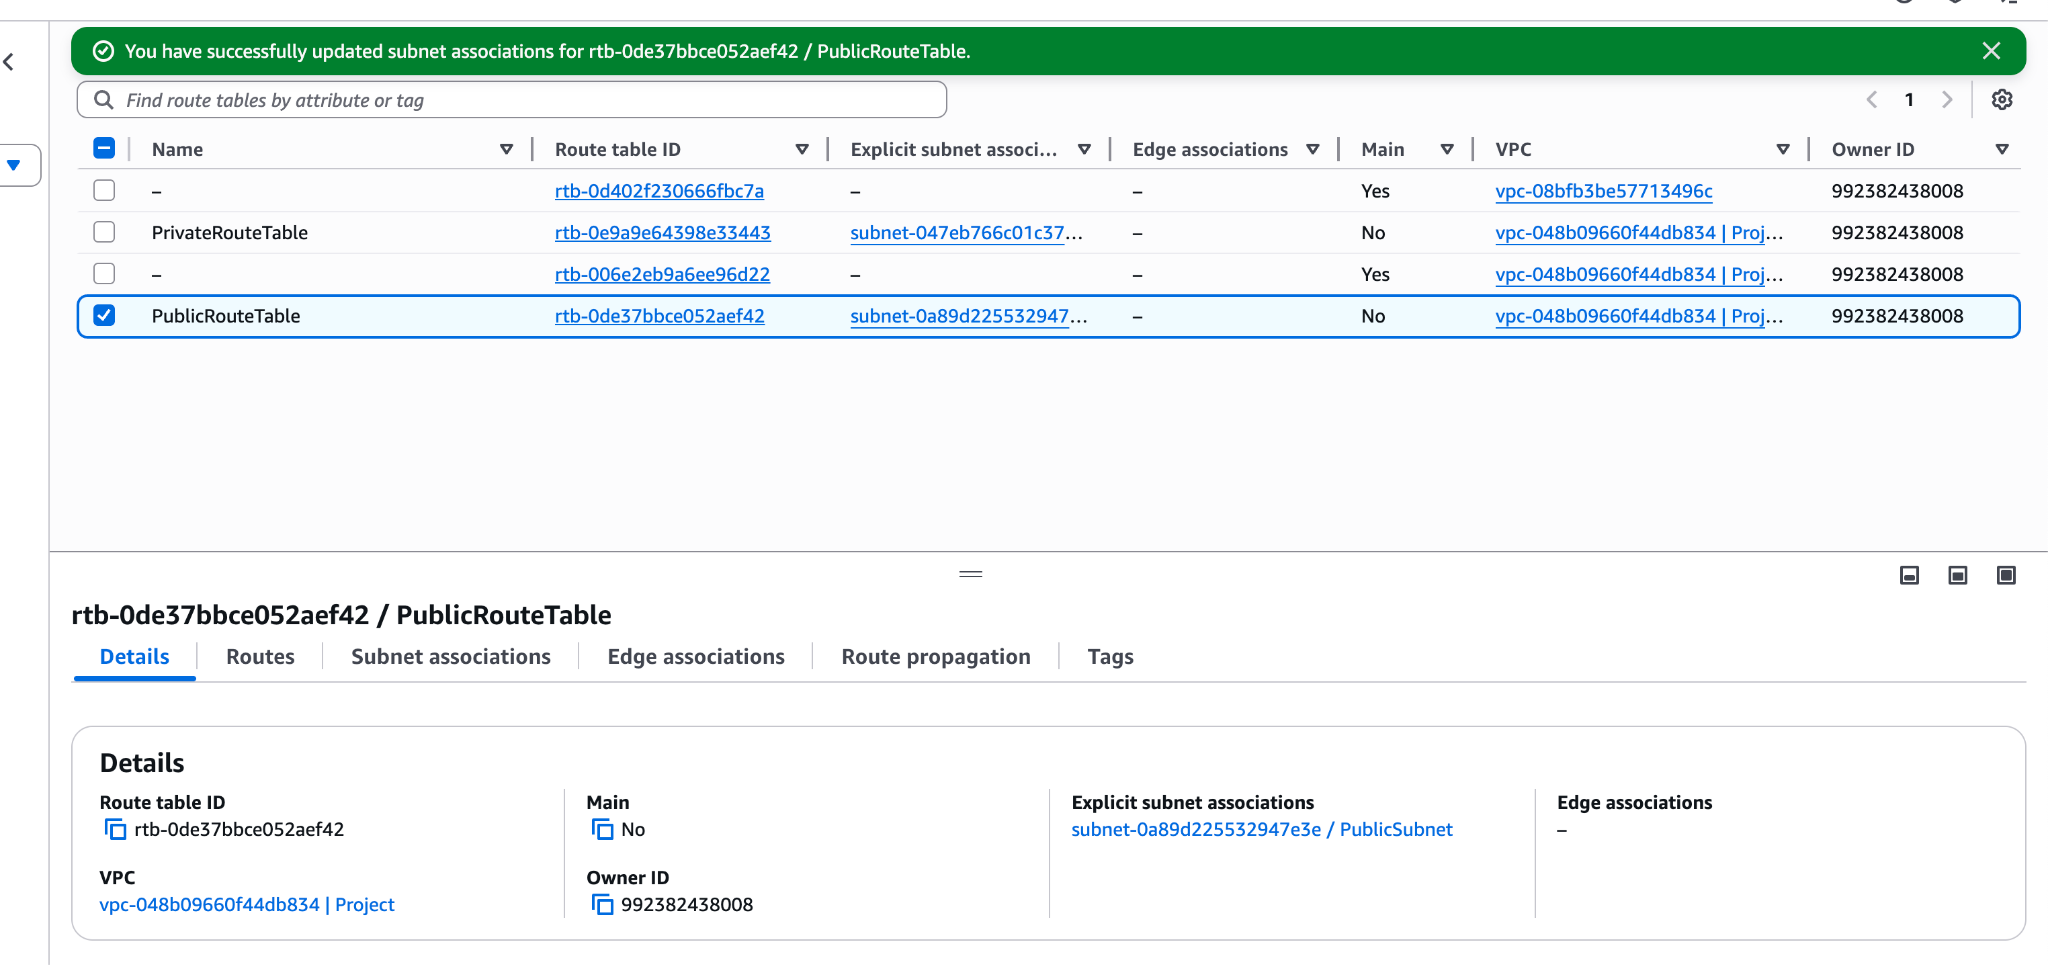 You have successfully updated subnet associations for rtb-0de37bbce052aef42 / PublicRouteTable.
Find route tables by attribute or tag
1
Name Route table ID Explicit subnet associ... Edge associations Main VPC Owner ID
– rtb-0d402f230666fbc7a – – Yes vpc-08bfb3be57713496c 992382438008
PrivateRouteTable rtb-0e9a9e64398e33443 subnet-047eb766c01c37... – No vpc-048b09660f44db834 | Proj... 992382438008
– rtb-006e2eb9a6ee96d22 – – Yes vpc-048b09660f44db834 | Proj... 992382438008
PublicRouteTable rtb-0de37bbce052aef42 subnet-0a89d225532947... – No vpc-048b09660f44db834 | Proj... 992382438008
rtb-0de37bbce052aef42 / PublicRouteTable
Details Routes Subnet associations Edge associations Route propagation Tags
Details
Route table ID
rtb-0de37bbce052aef42
Main
No
Explicit subnet associations
subnet-0a89d225532947e3e / PublicSubnet
Edge associations
–
VPC
vpc-048b09660f44db834 | Project
Owner ID
992382438008